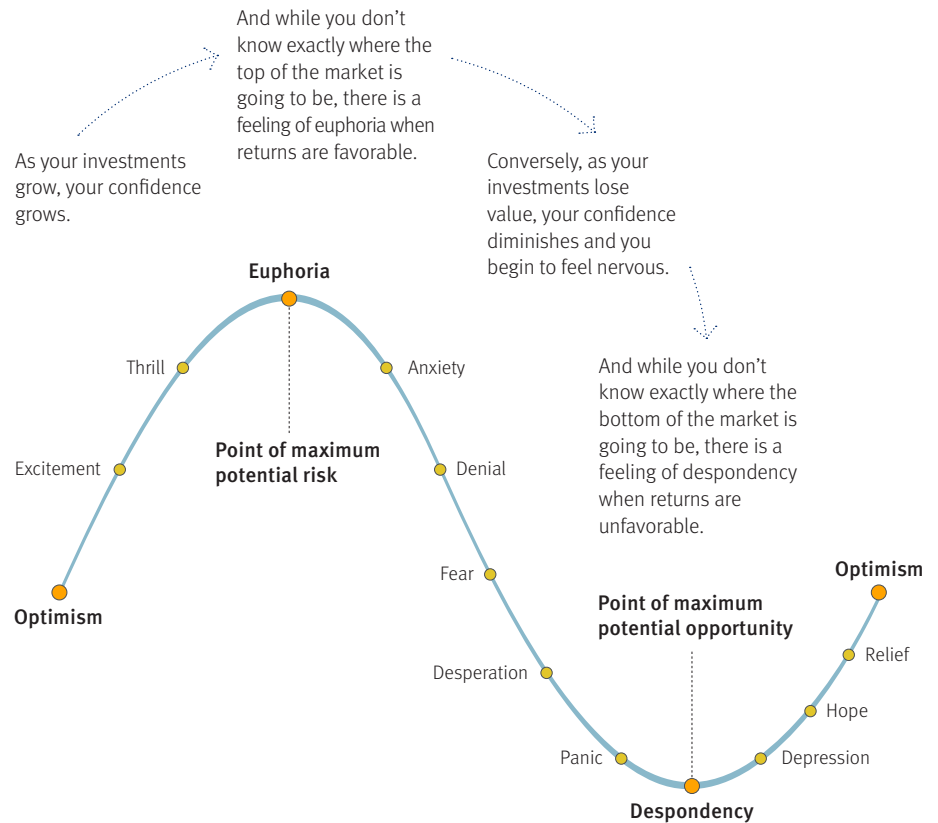 And while you don't
know exactly where the
top of the market is
going to be, there is a
feeling of euphoria when
returns are favorable.
As your investments
grow, your confidence
grows.
Conversely, as your
investments lose
value, your confidence
diminishes and you
begin to feel nervous.
And while you don't
know exactly where the
bottom of the market is
going to be, there is a
feeling of despondency
when returns are
unfavorable.
Euphoria
Thrill
Anxiety
Point of maximum
potential risk
Excitement
Denial
Fear
Optimism
Optimism
Point of maximum
potential opportunity
Relief
Desperation
Hope
Panic
Depression
Despondency